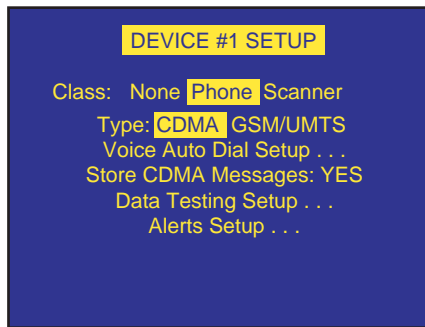 DEVICE #1 SETUP
Class: None Phone Scanner
Type: CDMA GSM/UMTS
Voice Auto Dial Setup . . .
Store CDMA Messages: YES
Data Testing Setup . . .
Alerts Setup . . .